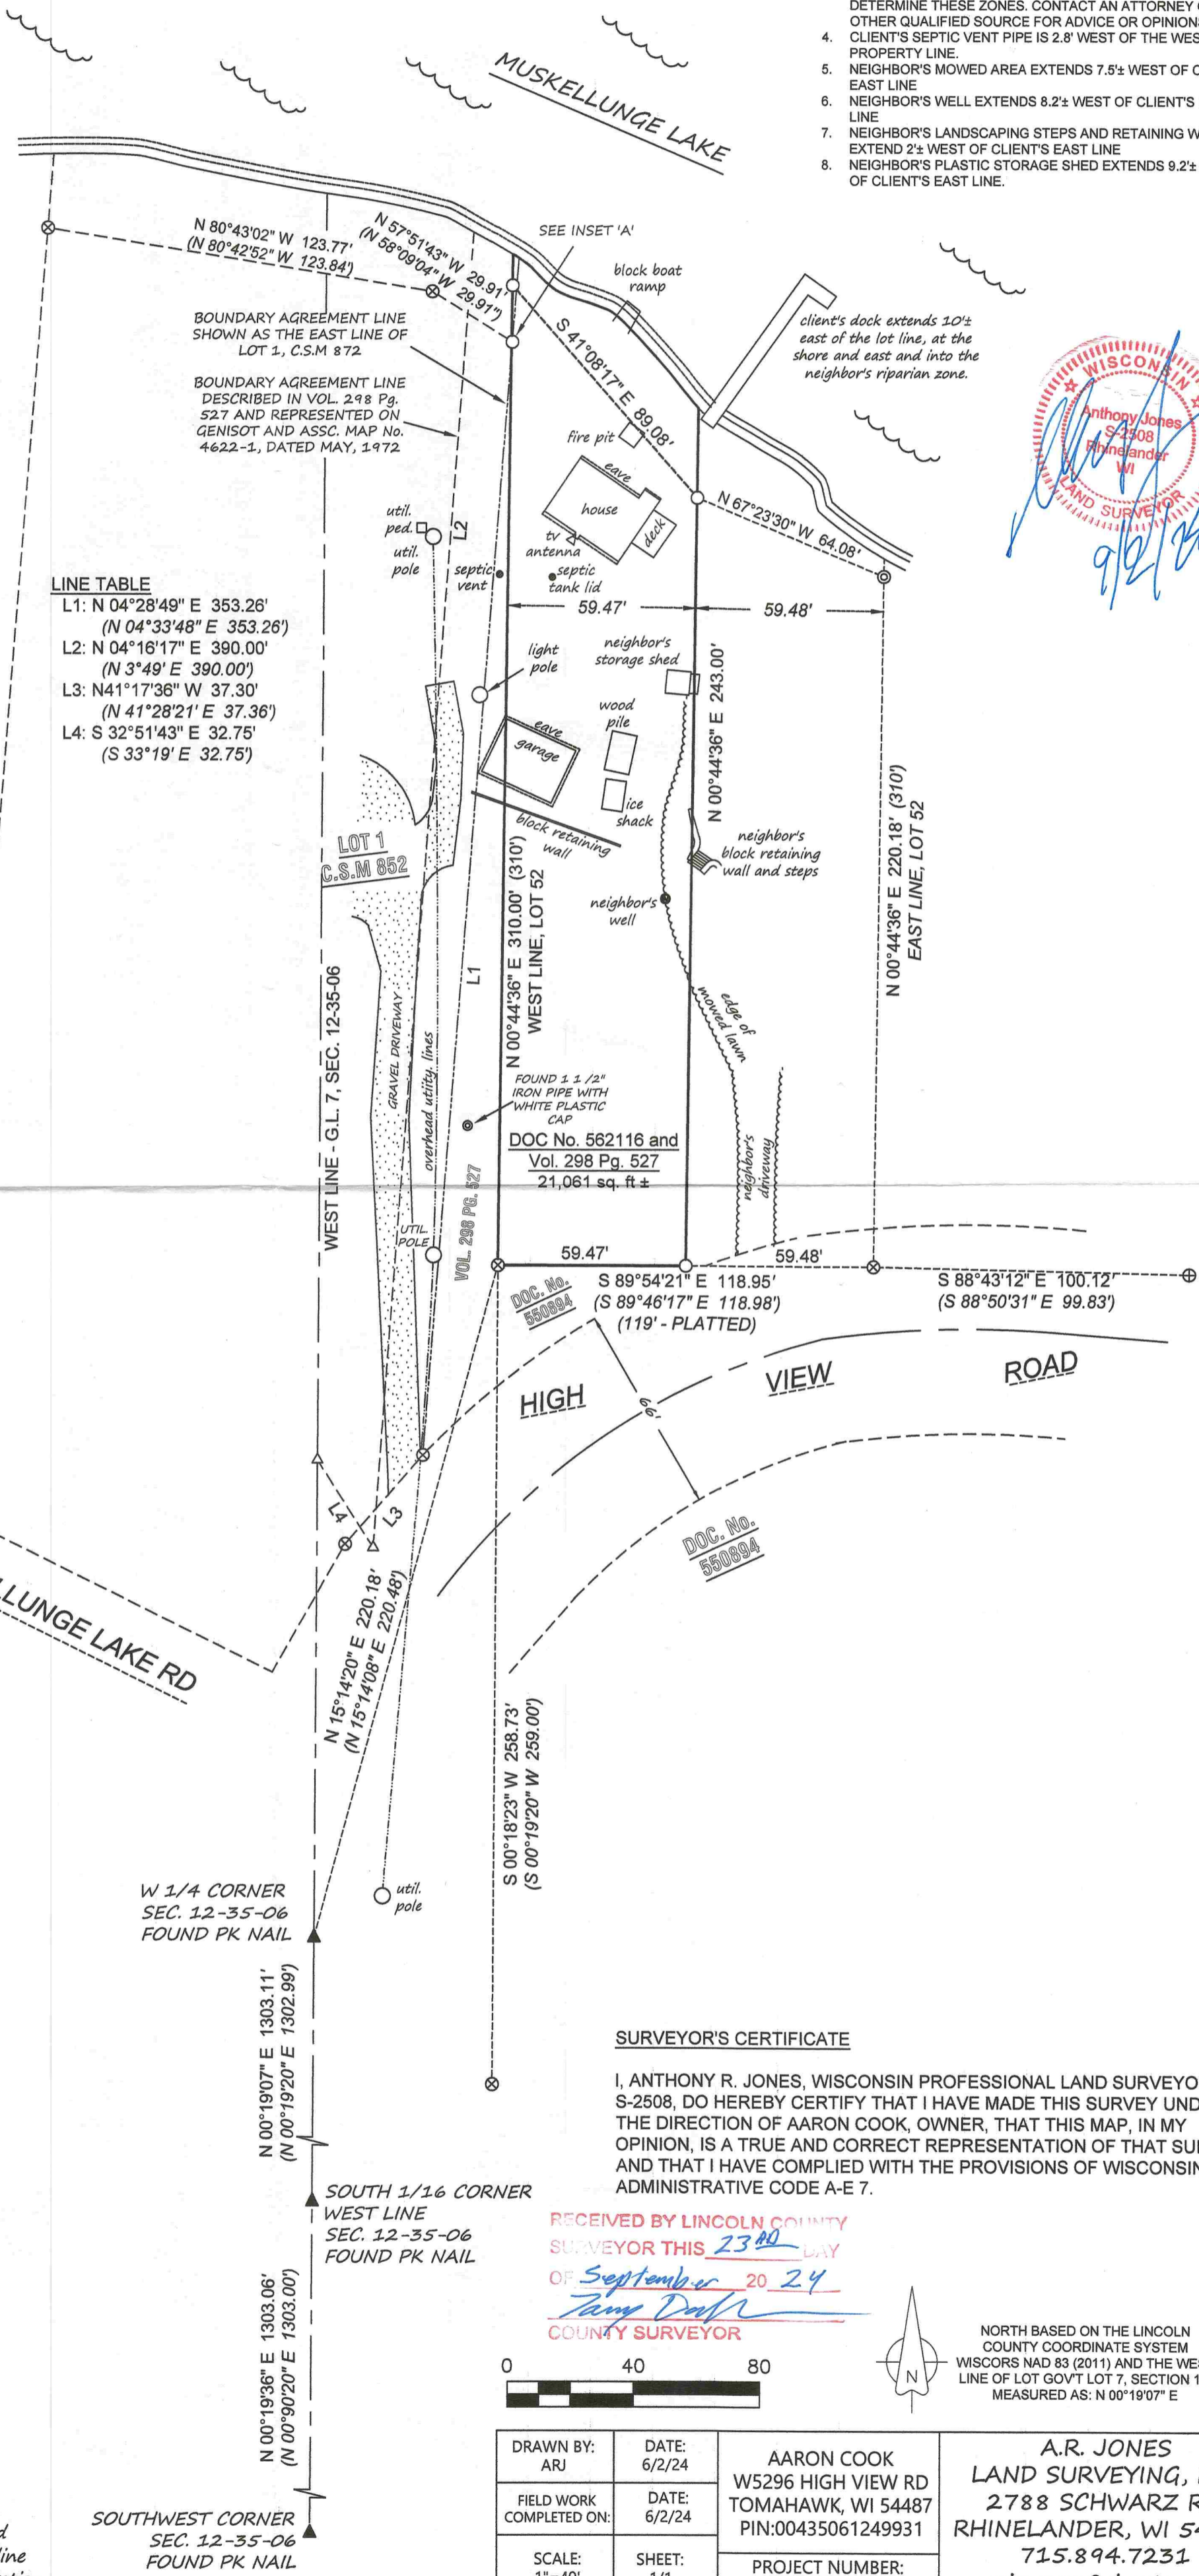 DETERMINE THESE ZONES. CONTACT AN ATTORNEY
OTHER QUALIFIED SOURCE FOR ADVICE OR OPINION
4. CLIENT'S SEPTIC VENT PIPE IS 2.8' WEST OF THE
PROPERTY LINE.
5. NEIGHBOR'S MOWED AREA EXTENDS 7.5'± WEST OF
EAST LINE
6. NEIGHBOR'S WELL EXTENDS 8.2'± WEST OF CLIENT'S
LINE
7. NEIGHBOR'S LANDSCAPING STEPS AND RETAINING
EXTEND 2'± WEST OF CLIENT'S EAST LINE
8. NEIGHBOR'S PLASTIC STORAGE SHED EXTENDS 9.2'±
OF CLIENT'S EAST LINE.
MUSKELLUNGE LAKE
N 80°43'02" W 123.77'
(N 80°42'52" W 123.84')
N 57°51'43" W 29.91'
(N 58°09'04" W 29.91")
SEE INSET 'A'
block boat
ramp
client's dock extends 10'±
east of the lot line, at the
shore and east and into the
neighbor's riparian zone.
WISCONSIN
Anthony Jones
S-2508
Rhinelander
WI
LAND SURVEYOR
BOUNDARY AGREEMENT LINE
SHOWN AS THE EAST LINE OF
LOT 1, C.S.M 872
BOUNDARY AGREEMENT LINE
DESCRIBED IN VOL. 298 Pg.
527 AND REPRESENTED ON
GENISOT AND ASSC. MAP No.
4622-1, DATED MAY, 1972
S 41°08'17" E 89.08'
fire pit
eave
house
deck
tv
antenna
N 67°23'30" W 64.08'
util.
ped.
util.
pole
L2
septic
vent
septic
tank lid
59.47'
59.48'
LINE TABLE
L1: N 04°28'49" E 353.26'
(N 04°33'48" E 353.26')
L2: N 04°16'17" E 390.00'
(N 3°49' E 390.00')
L3: N41°17'36" W 37.30'
(N 41°28'21' E 37.36')
L4: S 32°51'43" E 32.75'
(S 33°19' E 32.75')
light
pole
neighbor's
storage shed
wood
pile
eave
garage
ice
shack
block retaining
wall
N 00°44'36" E 243.00'
neighbor's
block retaining
wall and steps
neighbor's
well
LOT 1
C.S.M 852
N 00°44'36" E 310.00' (310')
WEST LINE, LOT 52
N 00°44'36" E 220.18' (310')
EAST LINE, LOT 52
WEST LINE - G.L. 7, SEC. 12-35-06
GRAVEL DRIVEWAY
overhead utiity. lines
L1
edge of
mowed lawn
FOUND 1 1/2"
IRON PIPE WITH
WHITE PLASTIC
CAP
DOC No. 562116 and
Vol. 298 Pg. 527
21,061 sq. ft ±
VOL. 298 PG. 527
neighbor's
driveway
UTIL.
POLE
59.47'
59.48'
S 89°54'21" E 118.95'
(S 89°46'17" E 118.98')
(119' - PLATTED)
S 88°43'12" E 100.12'
(S 88°50'31" E 99.83')
DOC. No.
550894
HIGH VIEW ROAD
66'
DOC. No.
550894
L4
L3
LLUNGE LAKE RD
N 15°14'20" E 220.18'
(N 15°14'08" E 220.48')
S 00°18'23" W 258.73'
(S 00°19'20" W 259.00')
util.
pole
W 1/4 CORNER
SEC. 12-35-06
FOUND PK NAIL
N 00°19'07" E 1303.11'
(N 00°19'20" E 1302.99')
SOUTH 1/16 CORNER
WEST LINE
SEC. 12-35-06
FOUND PK NAIL
N 00°19'36" E 1303.06'
(N 00°90'20" E 1303.00')
SOUTHWEST CORNER
SEC. 12-35-06
FOUND PK NAIL
line
SURVEYOR'S CERTIFICATE
I, ANTHONY R. JONES, WISCONSIN PROFESSIONAL LAND SURVEYO
S-2508, DO HEREBY CERTIFY THAT I HAVE MADE THIS SURVEY UND
THE DIRECTION OF AARON COOK, OWNER, THAT THIS MAP, IN MY
OPINION, IS A TRUE AND CORRECT REPRESENTATION OF THAT SU
AND THAT I HAVE COMPLIED WITH THE PROVISIONS OF WISCONSIN
ADMINISTRATIVE CODE A-E 7.
RECEIVED BY LINCOLN COUNTY
SURVEYOR THIS 23RD DAY
OF September 20 24
COUNTY SURVEYOR
0 40 80
N
NORTH BASED ON THE LINCOLN
COUNTY COORDINATE SYSTEM
WISCORS NAD 83 (2011) AND THE WE
LINE OF LOT GOV'T LOT 7, SECTION 1
MEASURED AS: N 00°19'07" E
DRAWN BY:
ARJ
DATE:
6/2/24
FIELD WORK
COMPLETED ON:
DATE:
6/2/24
SCALE:
1"=40'
SHEET:
1/1
AARON COOK
W5296 HIGH VIEW RD
TOMAHAWK, WI 54487
PIN:00435061249931
PROJECT NUMBER:
A.R. JONES
LAND SURVEYING,
2788 SCHWARZ R
RHINELANDER, WI 54
715.894.7231